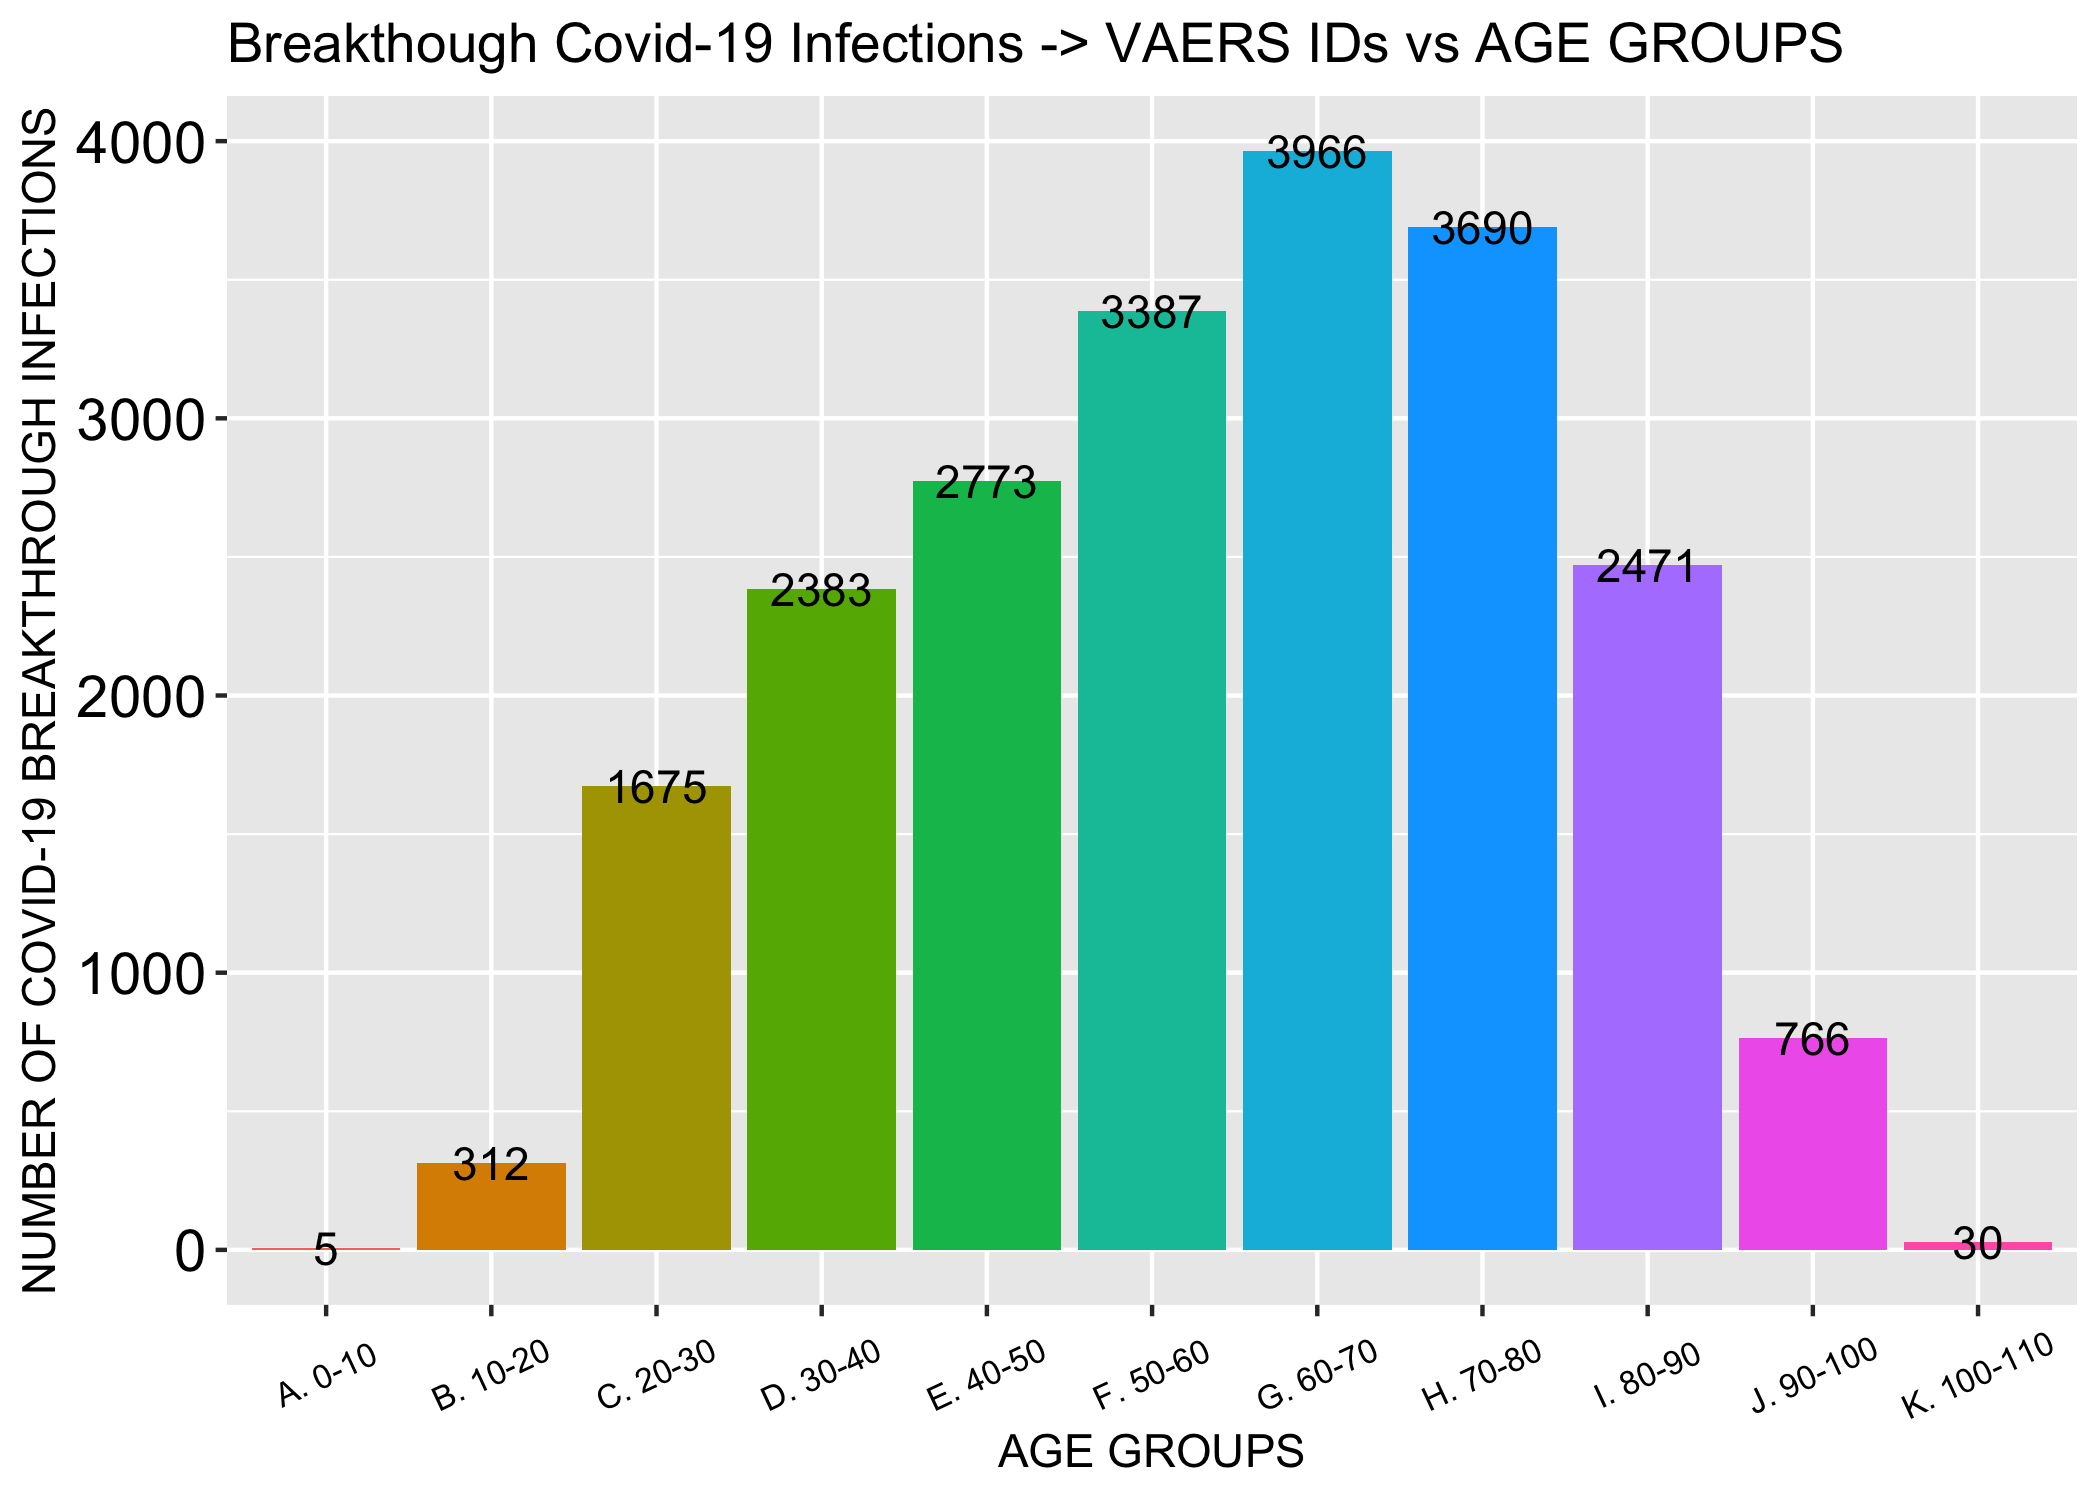 Breakthough Covid-19 Infections -> VAERS IDs vs AGE GROUPS
NUMBER OF COVID-19 BREAKTHROUGH INFECTIONS
4000
3000
2000
1000
0
5
312
1675
2383
2773
3387
3966
3690
2471
766
30
A. 0-10
B. 10-20
C. 20-30
D. 30-40
E. 40-50
F. 50-60
G. 60-70
H. 70-80
I. 80-90
J. 90-100
K. 100-110
AGE GROUPS